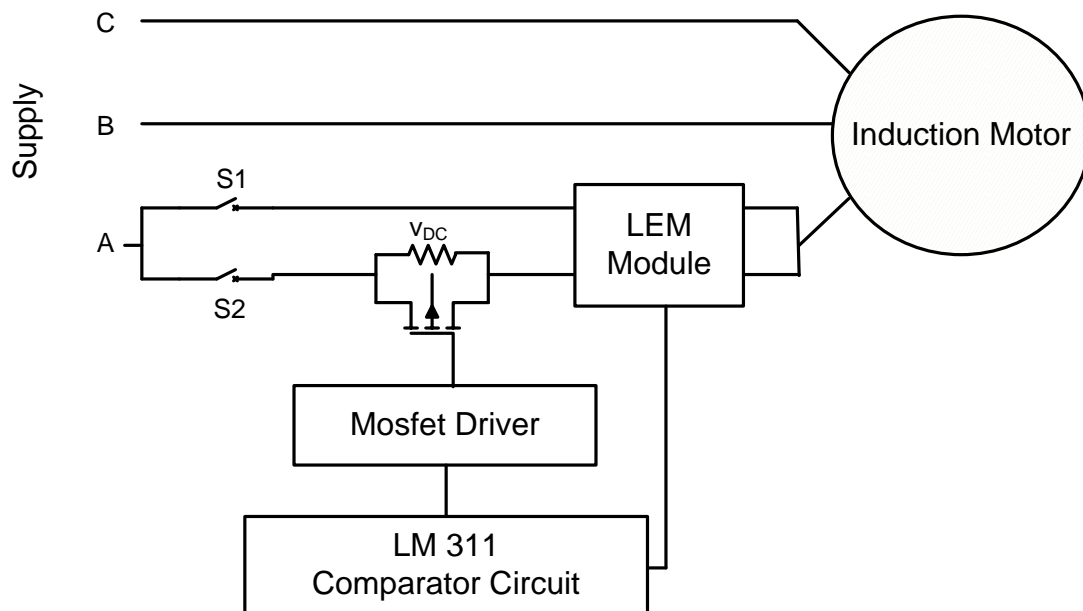 Supply
C
B
A
S1
S2
vDC
LEM
Module
Induction Motor
Mosfet Driver
LM 311
Comparator Circuit